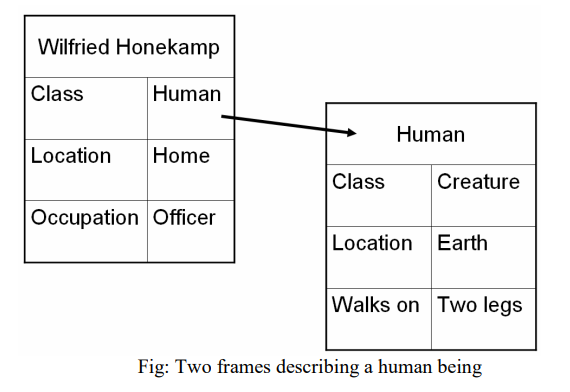 Wilfried Honekamp
Class Human
Location Home
Occupation Officer
Human
Class Creature
Location Earth
Walks on Two legs
Fig: Two frames describing a human being